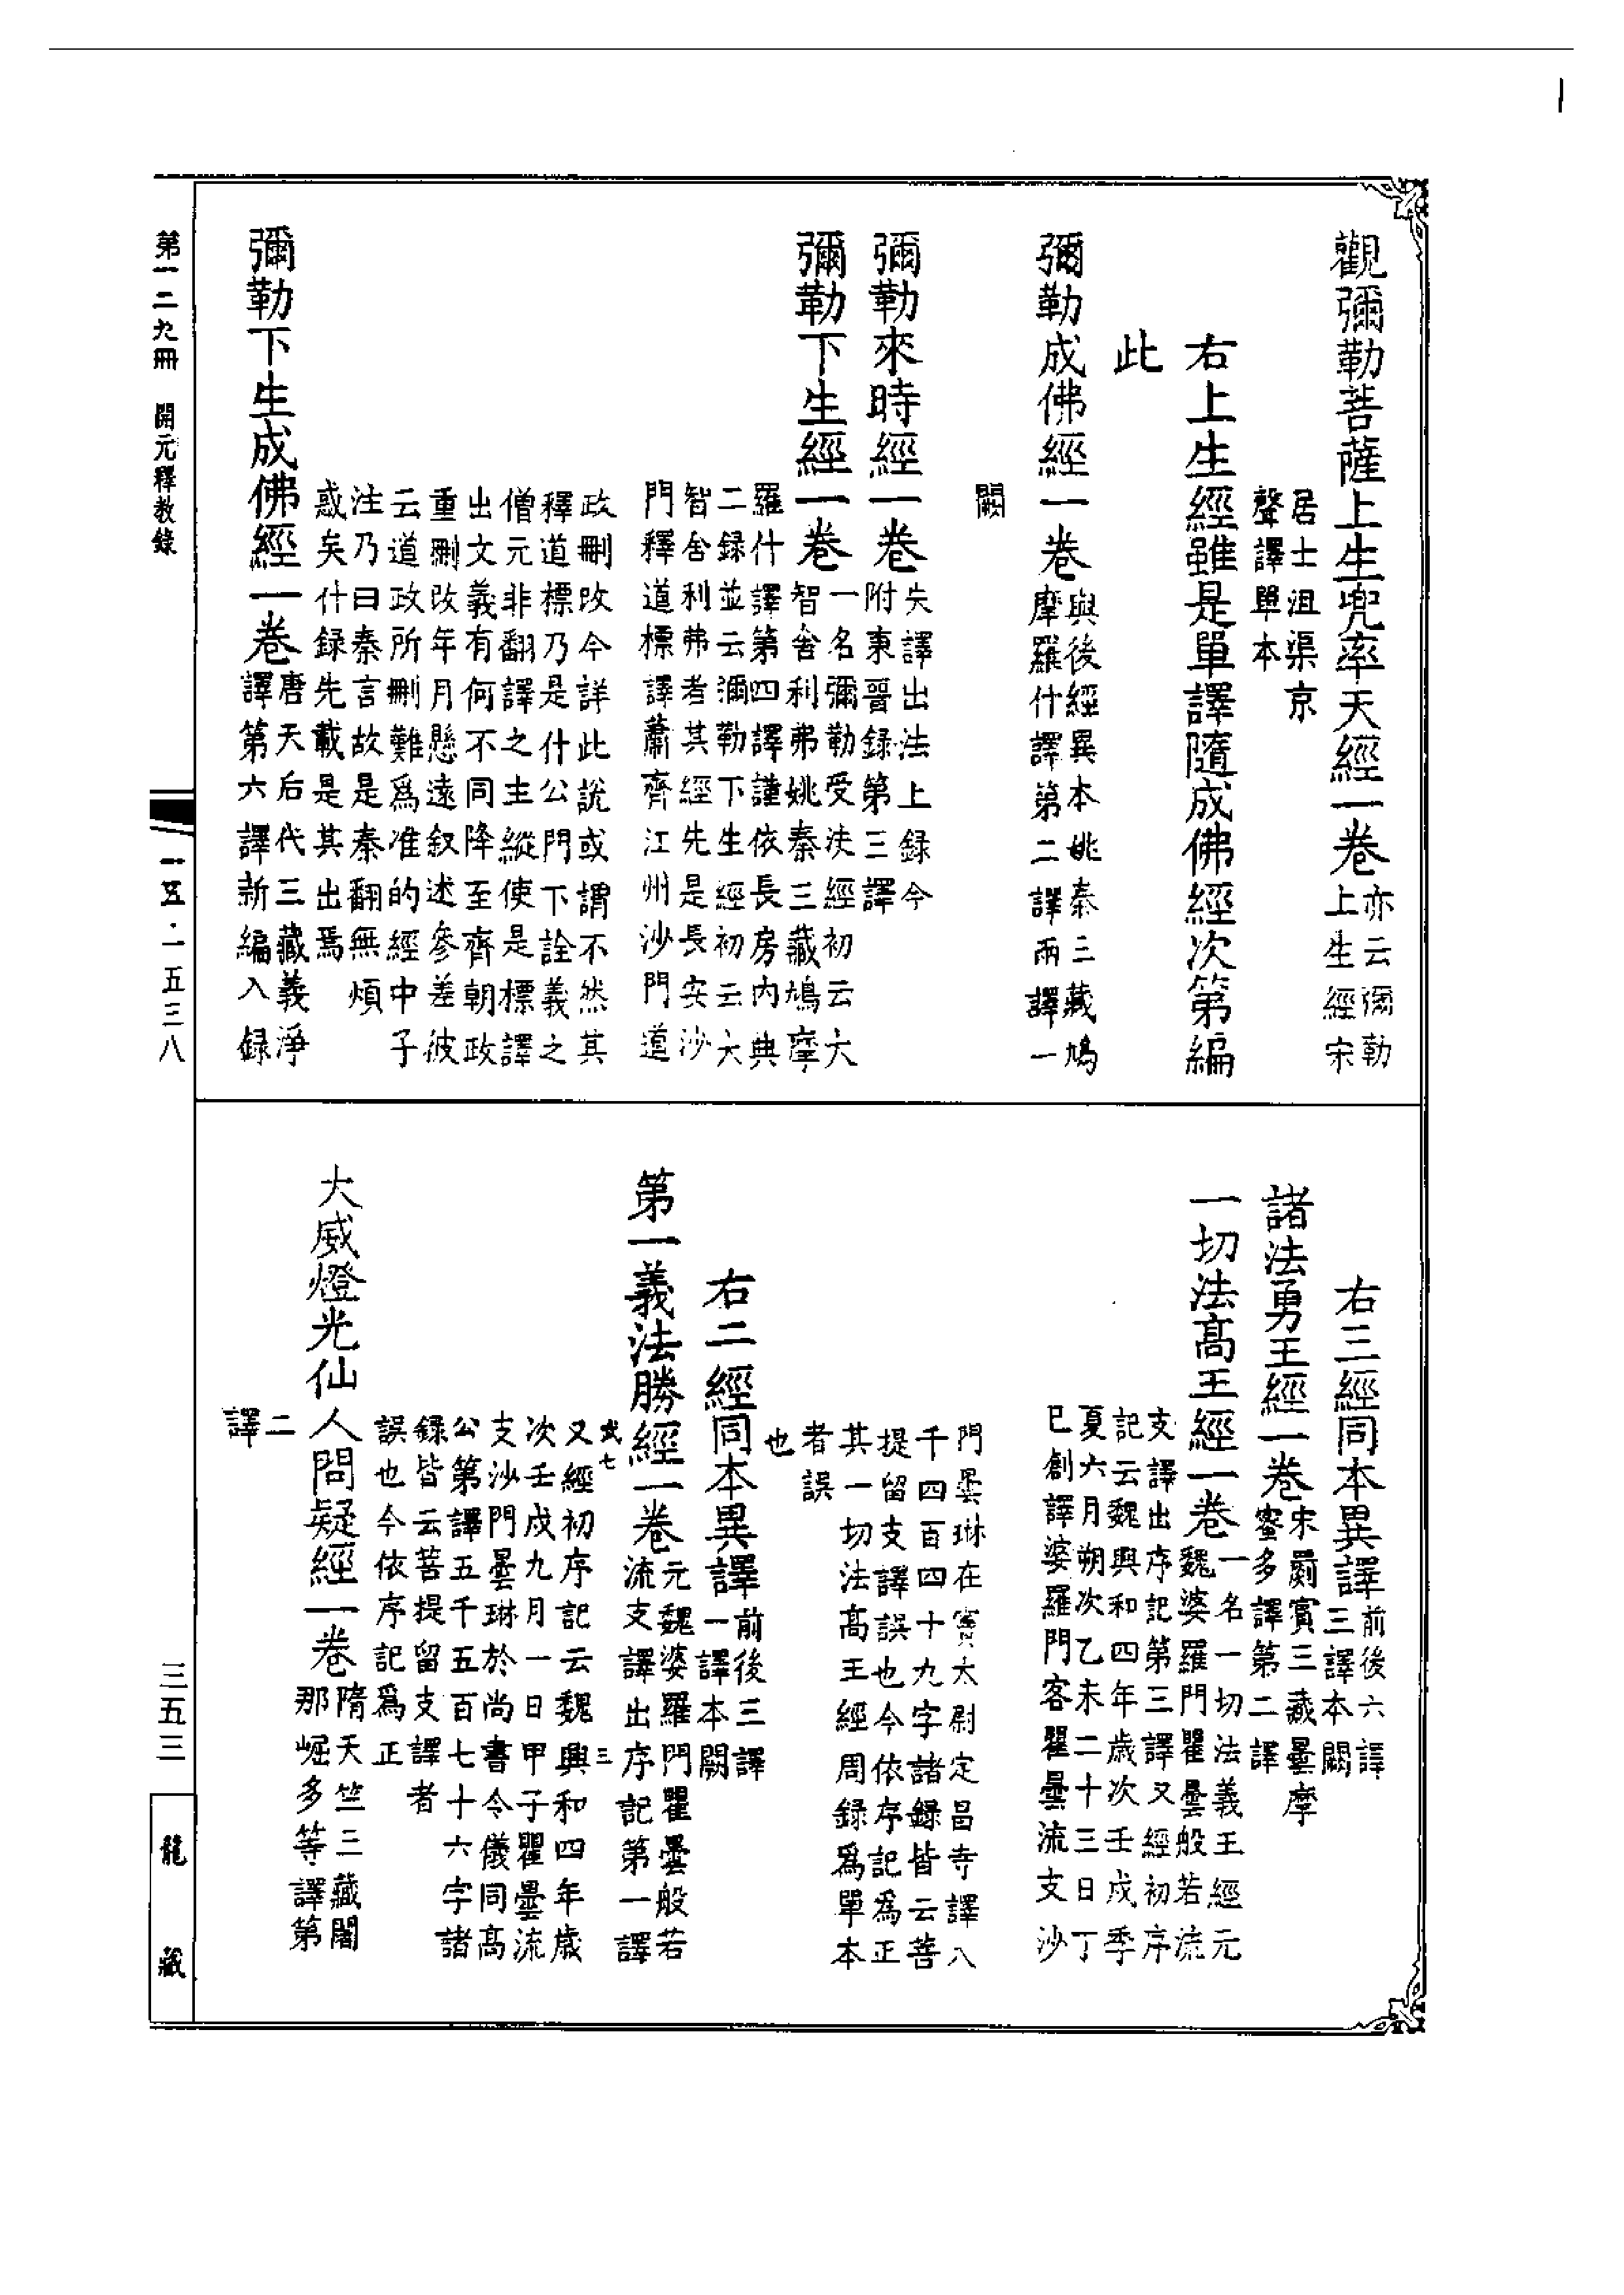 觀彌勒菩薩上生兜率天經一卷亦云彌勒
上生經宋
居士沮渠京
聲譯單本
右上生經雖是單譯隨成佛經次第編
此
彌勒成佛經一卷與後經異本姚秦三藏鳩
摩羅什譯第二譯兩譯一
闕
彌勒來時經一卷失譯出法上録今
附東晉録第三譯
彌勒下生經一卷一名彌勒受决經初云大
智舍利弗姚秦三藏鳩摩
羅什譯第四譯謹依長房内典
二録並云彌勒下生經初云大
智舍利弗者其經先是長安沙
門釋道標譯蕭齊江州沙門道
政刪改今詳此說或謂不然其
釋道標乃是什公門下詮義之
僧元非翻譯之主縱使是標譯
出文義有何不同降至齊朝政
重刪改年月懸遠叙述參差彼
云道政所刪難爲准的經中子
注乃曰秦言故是秦翻無煩
惑矣什録先載是其出焉
彌勒下生成佛經一卷唐天后代三藏義淨
譯第六譯新編入録
右三經同本異譯前後六譯
三譯本闕
諸法勇王經一卷宋罽賓三藏曇摩
蜜多譯第二譯
一切法高王經一卷一名一切法義王經元
魏婆羅門瞿曇般若流
支譯出序記第三譯又經初序
記云魏興和四年歲次壬戌季
夏六月朔次乙未二十三日丁
巳創譯婆羅門客瞿曇流支沙
門曇琳在竇太尉定昌寺譯八
千四百四十九字諸録皆云菩
提留支譯誤也今依序記爲正
其一切法高王經周録爲單本
者誤
也
右二經同本異譯前後三譯
一譯本闕
第一義法勝經一卷元魏婆羅門瞿曇般若
流支譯出序記第一譯
弍七 三
又經初序記云魏興和四年歲
次壬戌九月一日甲子瞿曇流
支沙門曇琳於尚書令儀同高
公第譯五千五百七十六字諸
録皆云菩提留支譯者
誤也今依序記爲正
大威燈光仙人問疑經一卷隋天竺三藏闍
那崛多等譯第
二
譯
第一二九冊 開元釋教錄
一五·一五三八
三五三
龍藏